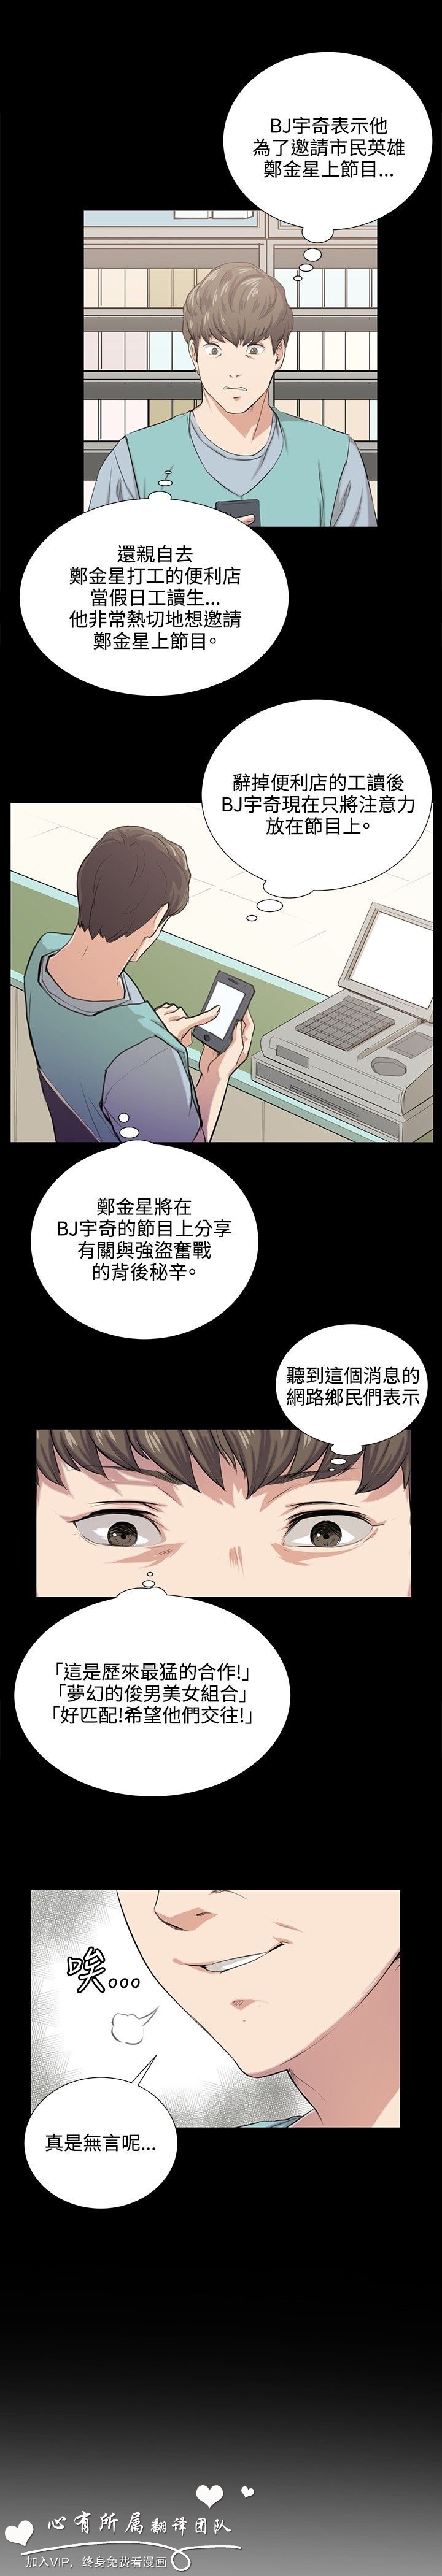 BJ宇奇表示他
為了邀請市民英雄
鄭金星上節目...
還親自去
鄭金星打工的便利店
當假日工讀生...
他非常熱切地想邀請
鄭金星上節目。
辭掉便利店的工讀後
BJ宇奇現在只將注意力
放在節目上。
鄭金星將在
BJ宇奇的節目上分享
有關與強盜奮戰
的背後秘辛。
聽到這個消息的
網路鄉民們表示
「這是歷來最猛的合作!」
「夢幻的俊男美女組合」
「好匹配!希望他們交往!」
唉...
真是無言呢...
心有所属翻译团队
加入VIP，终身免费看漫画